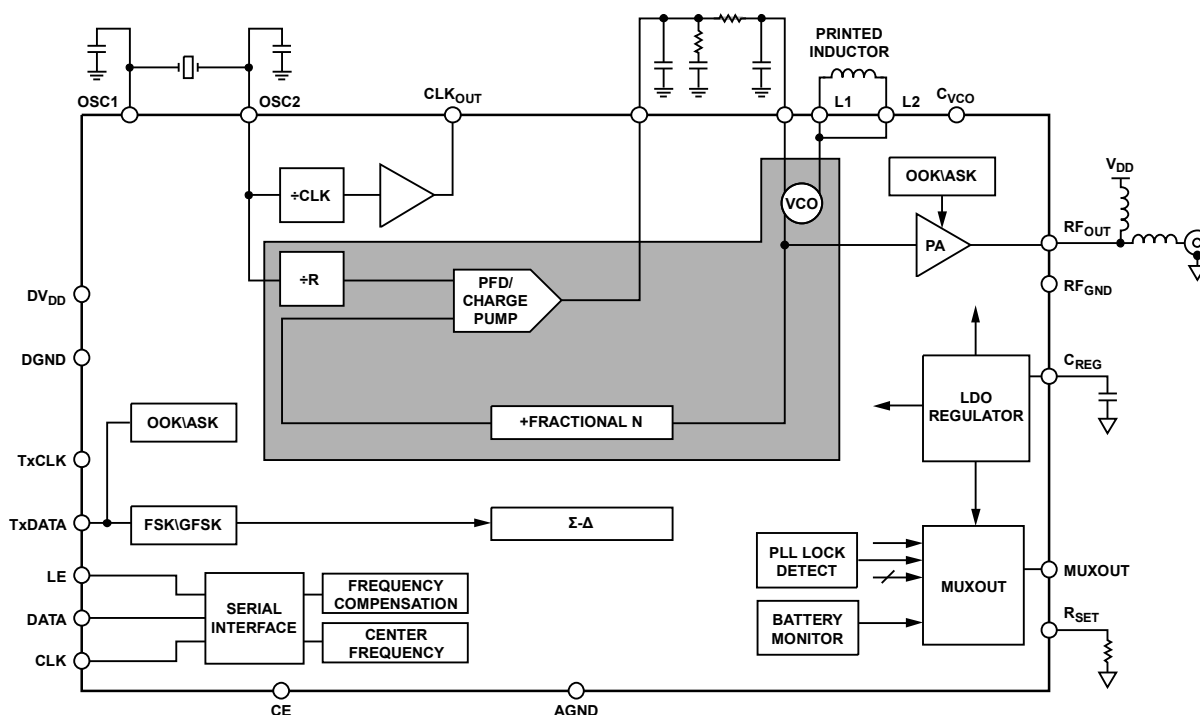 PRINTED
INDUCTOR
OSC1
OSC2
CLKOUT
L1
L2
CVCO
÷CLK
VCO
OOK\ASK
VDD
PA
RFOUT
÷R
PFD/
CHARGE
PUMP
RFGND
DVDD
DGND
CREG
LDO
REGULATOR
OOK\ASK
+FRACTIONAL N
TxCLK
TxDATA
FSK\GFSK
Σ-Δ
PLL LOCK
DETECT
MUXOUT
MUXOUT
LE
DATA
CLK
SERIAL
INTERFACE
FREQUENCY
COMPENSATION
CENTER
FREQUENCY
BATTERY
MONITOR
RSET
CE
AGND